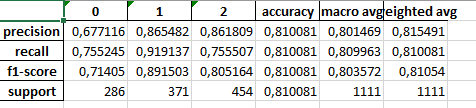 0 1 2 accuracy macro avg eighted avg
precision 0,677116 0,865482 0,861809 0,810081 0,801469 0,815491
recall 0,755245 0,919137 0,755507 0,810081 0,809963 0,810081
f1-score 0,71405 0,891503 0,805164 0,810081 0,803572 0,81054
support 286 371 454 0,810081 1111 1111